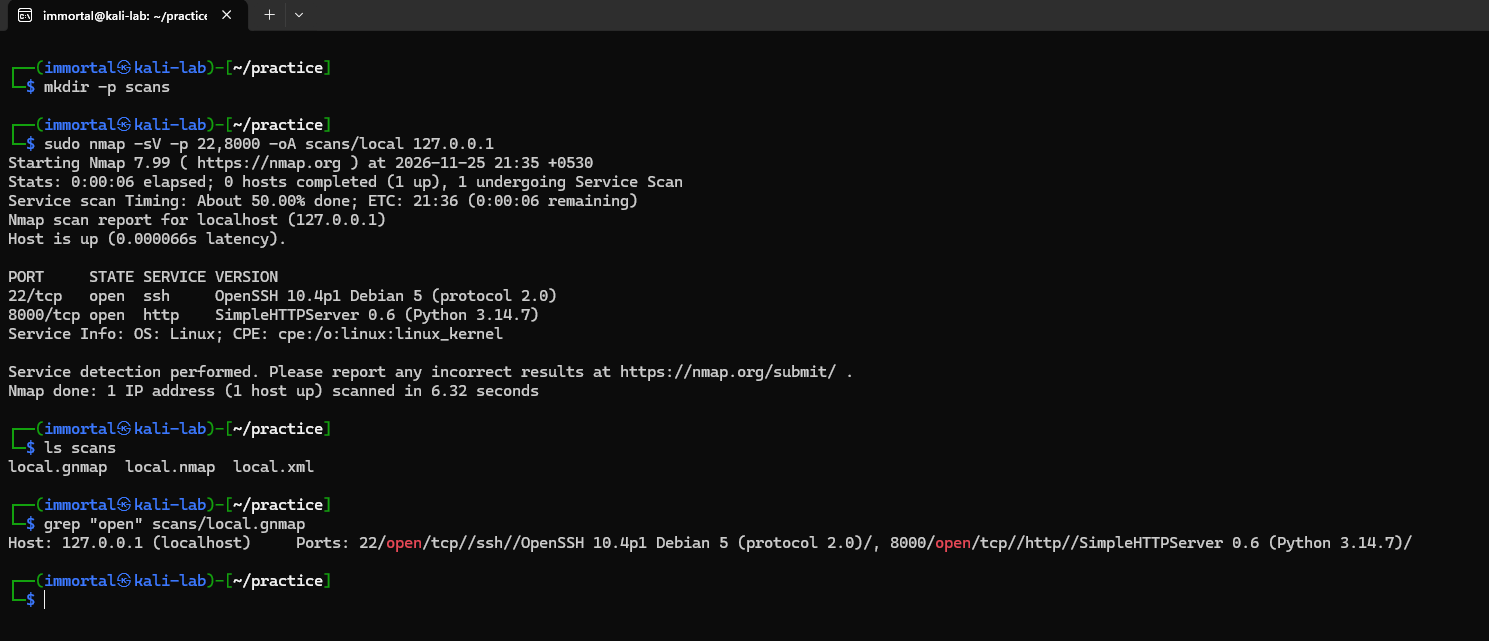 immortal@kali-lab: ~/practice
┌──(immortal㉿kali-lab)-[~/practice]
└─$ mkdir -p scans
┌──(immortal㉿kali-lab)-[~/practice]
└─$ sudo nmap -sV -p 22,8000 -oA scans/local 127.0.0.1
Starting Nmap 7.99 ( https://nmap.org ) at 2026-11-25 21:35 +0530
Stats: 0:00:06 elapsed; 0 hosts completed (1 up), 1 undergoing Service Scan
Service scan Timing: About 50.00% done; ETC: 21:36 (0:00:06 remaining)
Nmap scan report for localhost (127.0.0.1)
Host is up (0.000066s latency).
PORT     STATE SERVICE VERSION
22/tcp   open  ssh     OpenSSH 10.4p1 Debian 5 (protocol 2.0)
8000/tcp open  http    SimpleHTTPServer 0.6 (Python 3.14.7)
Service Info: OS: Linux; CPE: cpe:/o:linux:linux_kernel
Service detection performed. Please report any incorrect results at https://nmap.org/submit/ .
Nmap done: 1 IP address (1 host up) scanned in 6.32 seconds
┌──(immortal㉿kali-lab)-[~/practice]
└─$ ls scans
local.gnmap  local.nmap  local.xml
┌──(immortal㉿kali-lab)-[~/practice]
└─$ grep "open" scans/local.gnmap
Host: 127.0.0.1 (localhost)     Ports: 22/open/tcp//ssh//OpenSSH 10.4p1 Debian 5 (protocol 2.0)/, 8000/open/tcp//http//SimpleHTTPServer 0.6 (Python 3.14.7)/
┌──(immortal㉿kali-lab)-[~/practice]
└─$